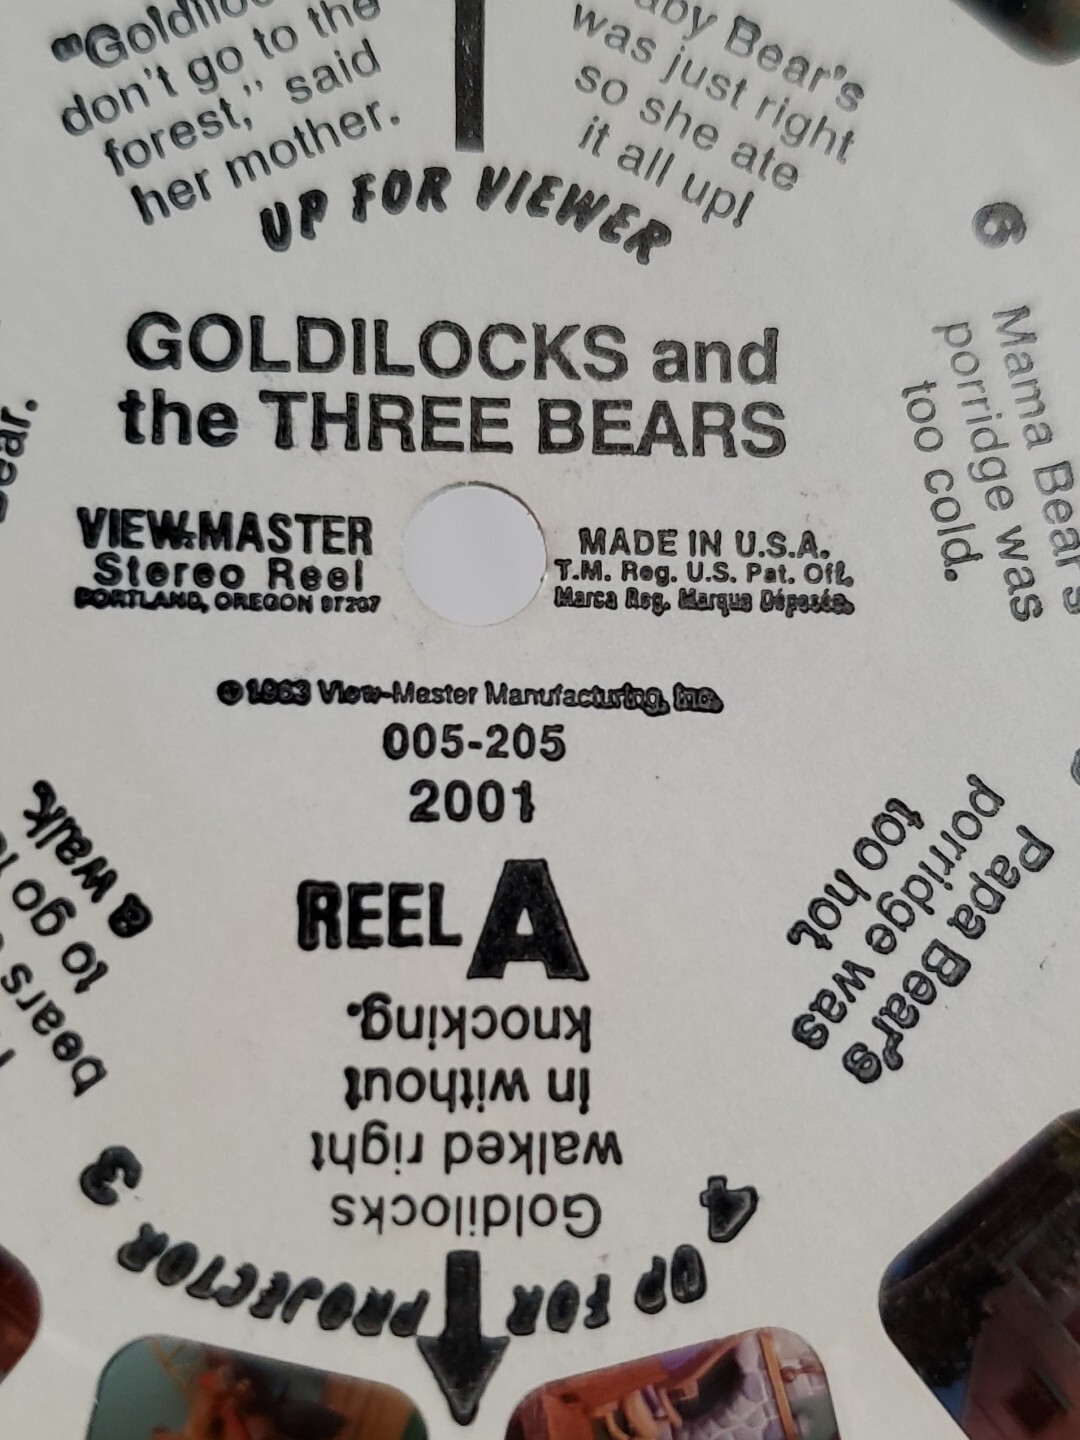 don't go to the
forest," said
her mother.
Bear's
was just right
so she ate
it all up!
UP FOR VIEWER
GOLDILOCKS and
the THREE BEARS
VIEW-MASTER
Stereo Reel
PORTLAND, OREGON 97207
MADE IN U.S.A.
T.M. Reg. U.S. Pat. Off.
Marca Reg. Marque Déposée.
View-Master Manufacturing, Inc.
005-205
2001
REEL A
6
Mama Bear's
porridge was
too cold.
Papa Bear's
porridge was
too hot
4
Goldilocks
walked right
in without
knocking.
UP FOR PROJECTOR
3
bears
to go
a walk.